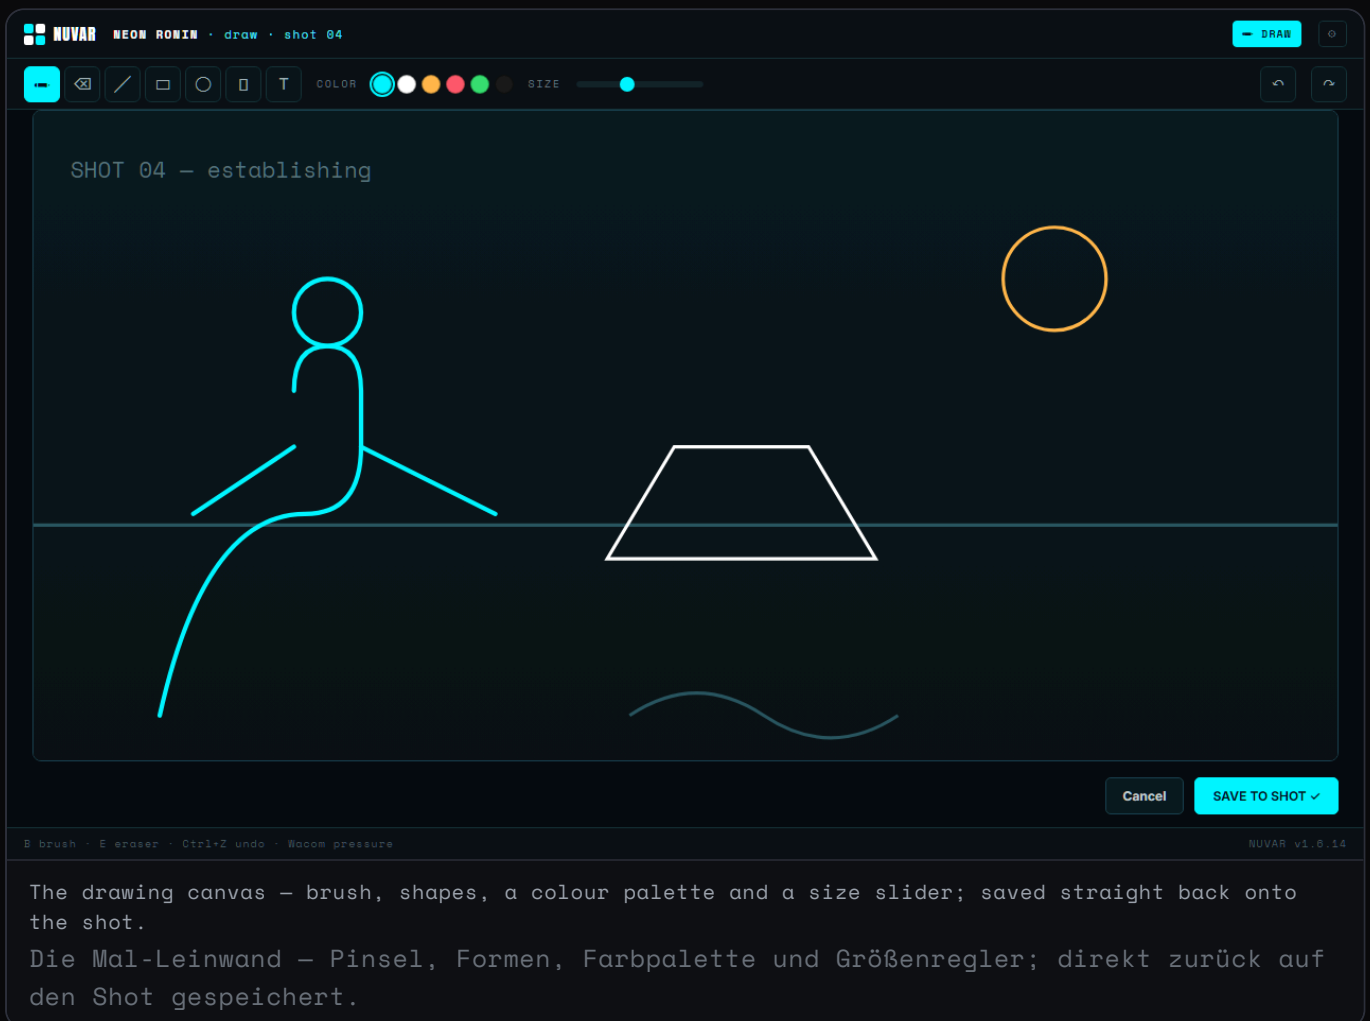 NUVAR NEON RONIN · draw · shot 04 DRAW
T COLOR SIZE
SHOT 04 — establishing
Cancel SAVE TO SHOT ✓
B brush · E eraser · Ctrl+Z undo · Wacom pressure NUVAR v1.6.14
The drawing canvas — brush, shapes, a colour palette and a size slider; saved straight back onto
the shot.
Die Mal-Leinwand — Pinsel, Formen, Farbpalette und Größenregler; direkt zurück auf
den Shot gespeichert.